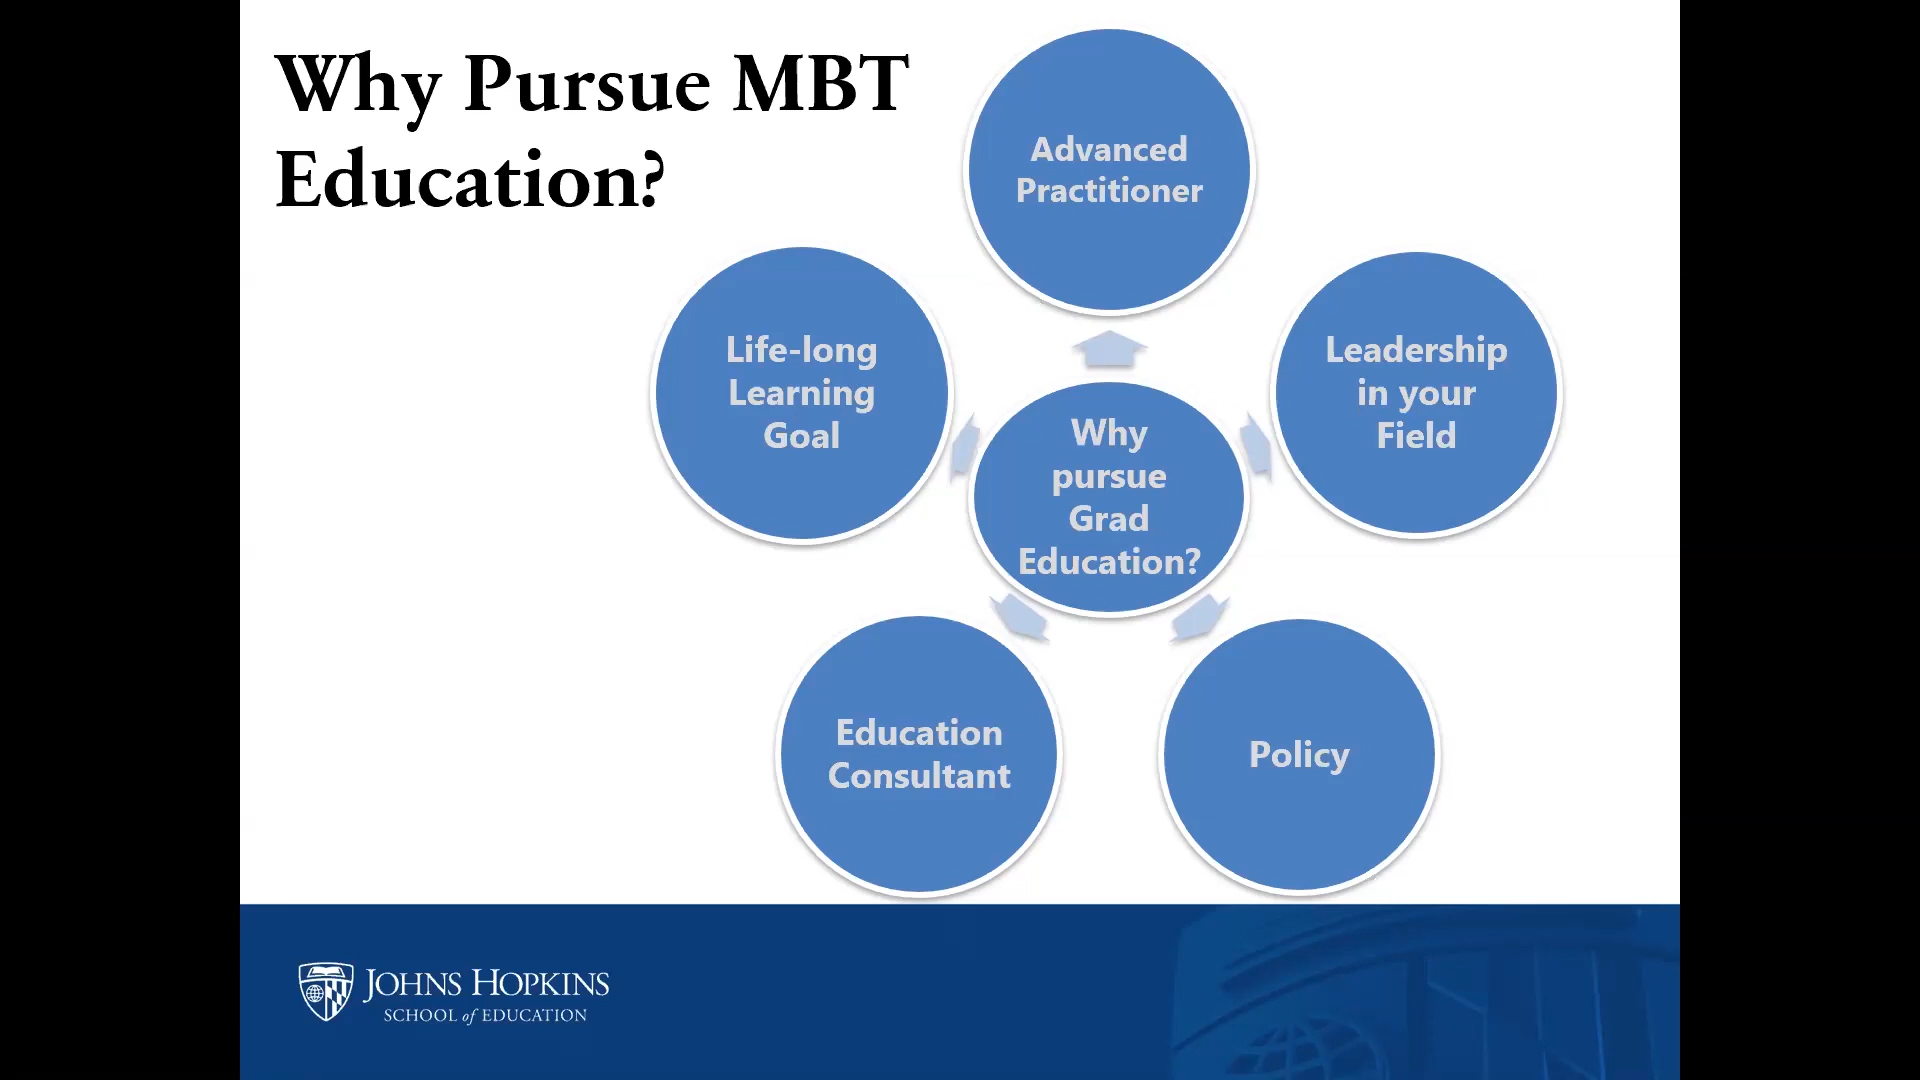 Why Pursue MBT
Education?
Advanced
Practitioner
Life-long
Learning
Goal
Leadership
in your
Field
Why
pursue
Grad
Education?
Education
Consultant
Policy
JOHNS HOPKINS
SCHOOL of EDUCATION